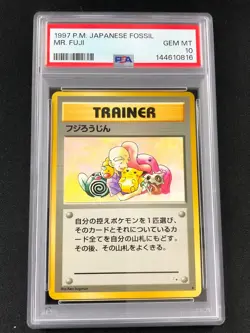 1997 P.M. JAPANESE FOSSIL
MR. FUJI
GEM MT
10
PSA
144610816
TRAINER
フジろうじん
自分の控えポケモンを1匹選び、
そのカードとそれについている
カード全てを自分の山札にもど
す。その後、その山札をよくきる。